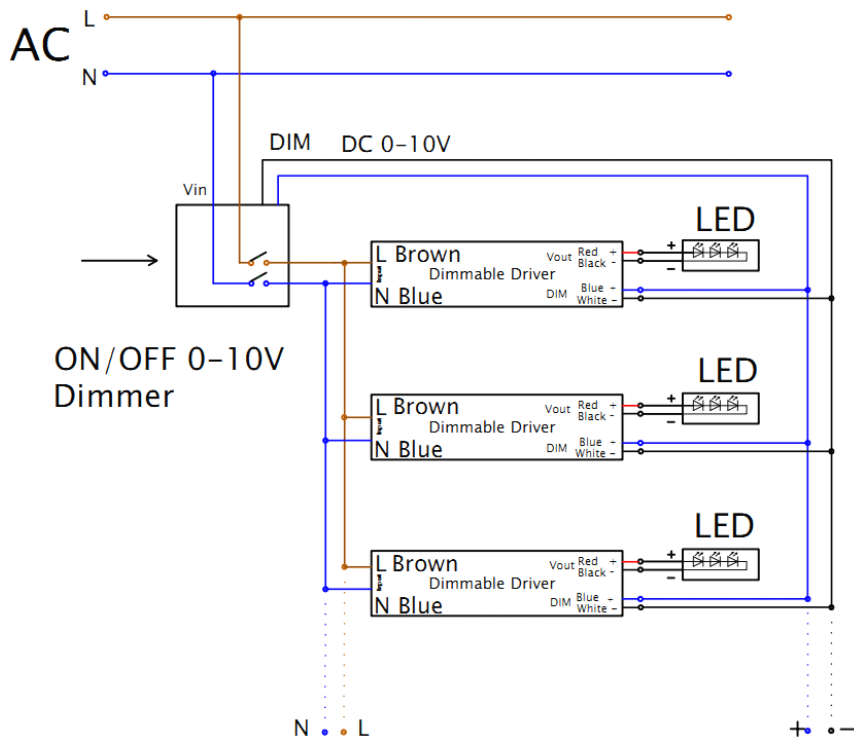 L
AC
N
DIM DC 0-10V
Vin
LED
L Brown
Input
Dimmable Driver
N Blue
Vout Red +
Black -
DIM Blue +
White -
+
-
ON/OFF 0-10V
Dimmer
LED
L Brown
Input
Dimmable Driver
N Blue
Vout Red +
Black -
DIM Blue +
White -
+
-
LED
L Brown
Input
Dimmable Driver
N Blue
Vout Red +
Black -
DIM Blue +
White -
+
-
N L + -